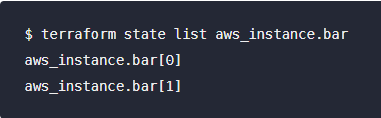 $ terraform state list aws_instance.bar
aws_instance.bar[0]
aws_instance.bar[1]